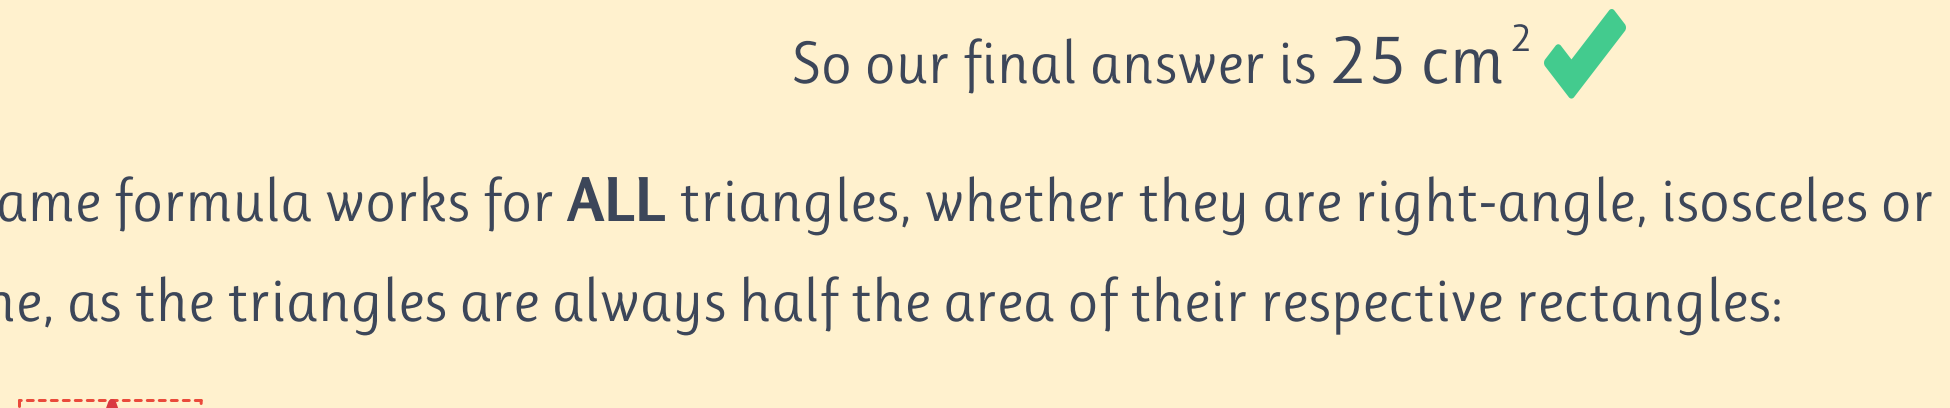 So our final answer is 25 cm²
ame formula works for ALL triangles, whether they are right-angle, isosceles or
ne, as the triangles are always half the area of their respective rectangles: